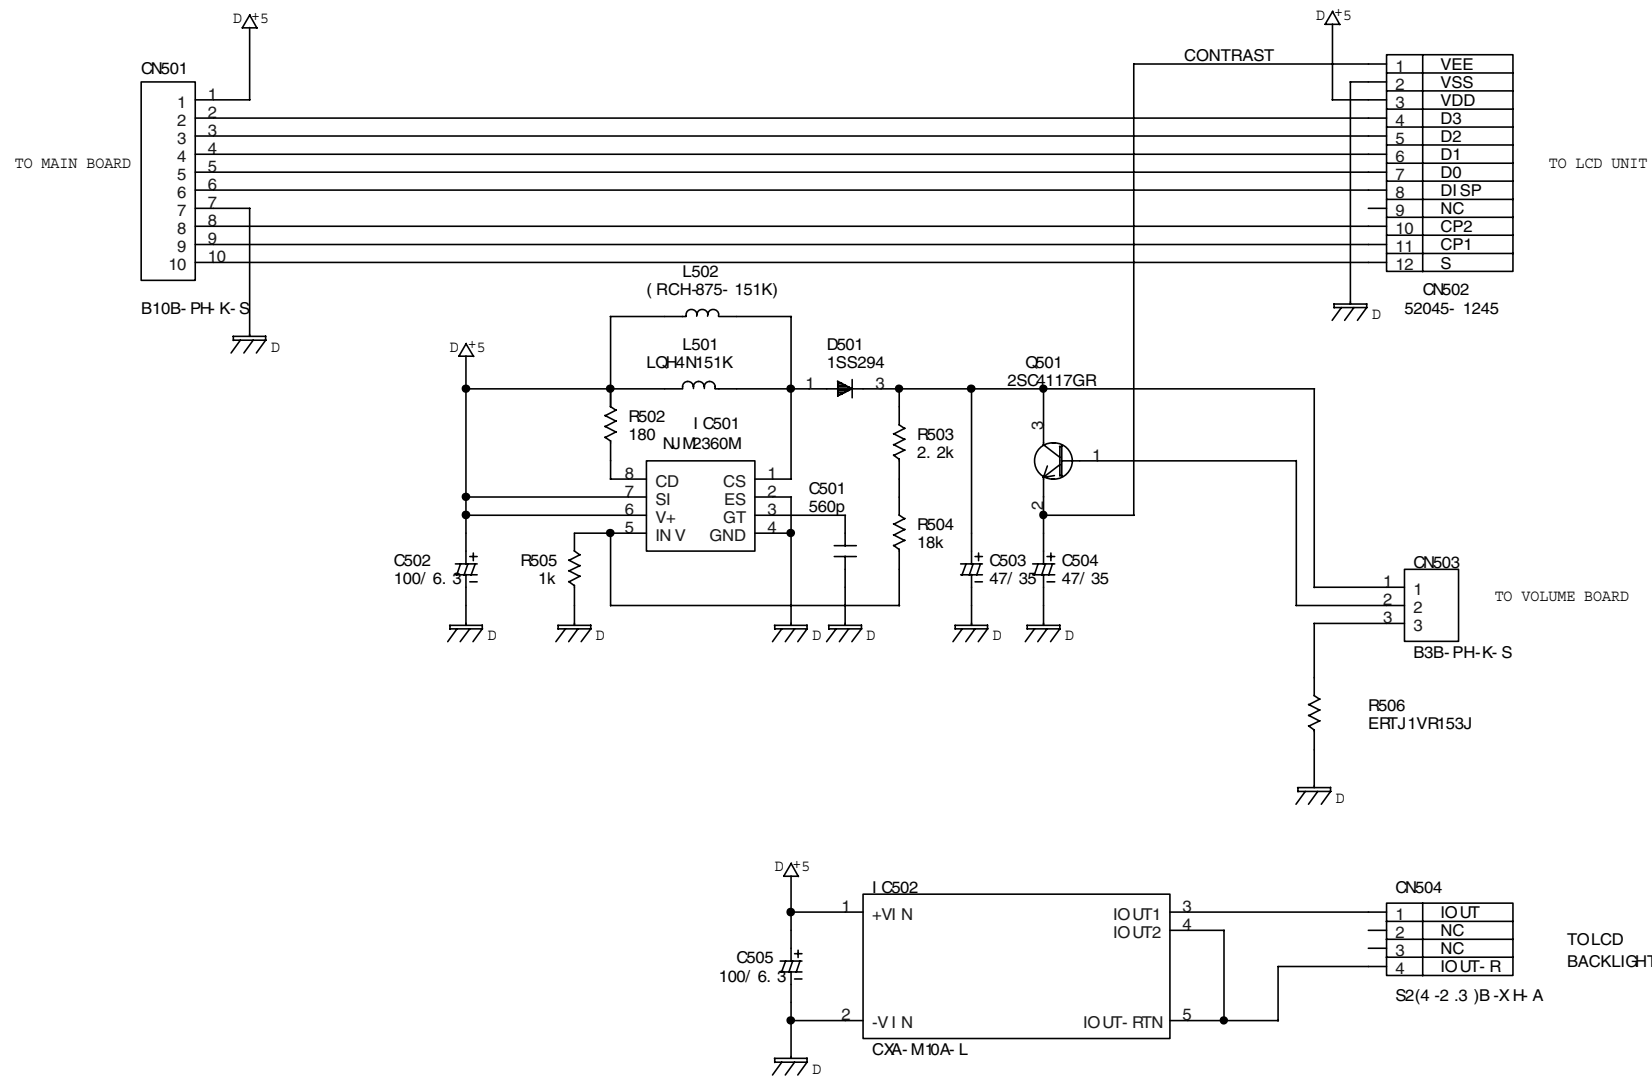 D +5
CN501
1 1
2 2
3 3
4 4
5 5
6 6
7 7
8 8
9 9
10 10
TO MAIN BOARD
B10B-PH-K-S
D
D +5
CONTRAST
1 VEE
2 VSS
3 VDD
4 D3
5 D2
6 D1
7 D0
8 DISP
9 NC
10 CP2
11 CP1
12 S
TO LCD UNIT
CN502
52045-1245
D
L502
(RCH-875-151K)
D +5
L501
LQH4N151K
D501
1SS294
1 3
Q501
2SC4117GR
3
1
2
R502
180
IC501
NJM2360M
8 CD CS 1
7 SI ES 2
6 V+ GT 3
5 INV GND 4
C501
560p
R503
2.2k
R504
18k
C502
100/6.3
+
-
R505
1k
C503
47/35
+
-
C504
47/35
+
-
D D D D D D
CN503
1 1
2 2
3 3
TO VOLUME BOARD
B3B-PH-K-S
R506
ERTJ1VR153J
D
D +5
IC502
1 +VIN IOUT1 3
IOUT2 4
2 -VIN IOUT-RTN 5
CXA-M10A-L
C505
100/6.3
+
-
D
CN504
1 IOUT
2 NC
3 NC
4 IOUT-R
TOLCD
BACKLIGHT
S2(4-2.3)B-XH-A